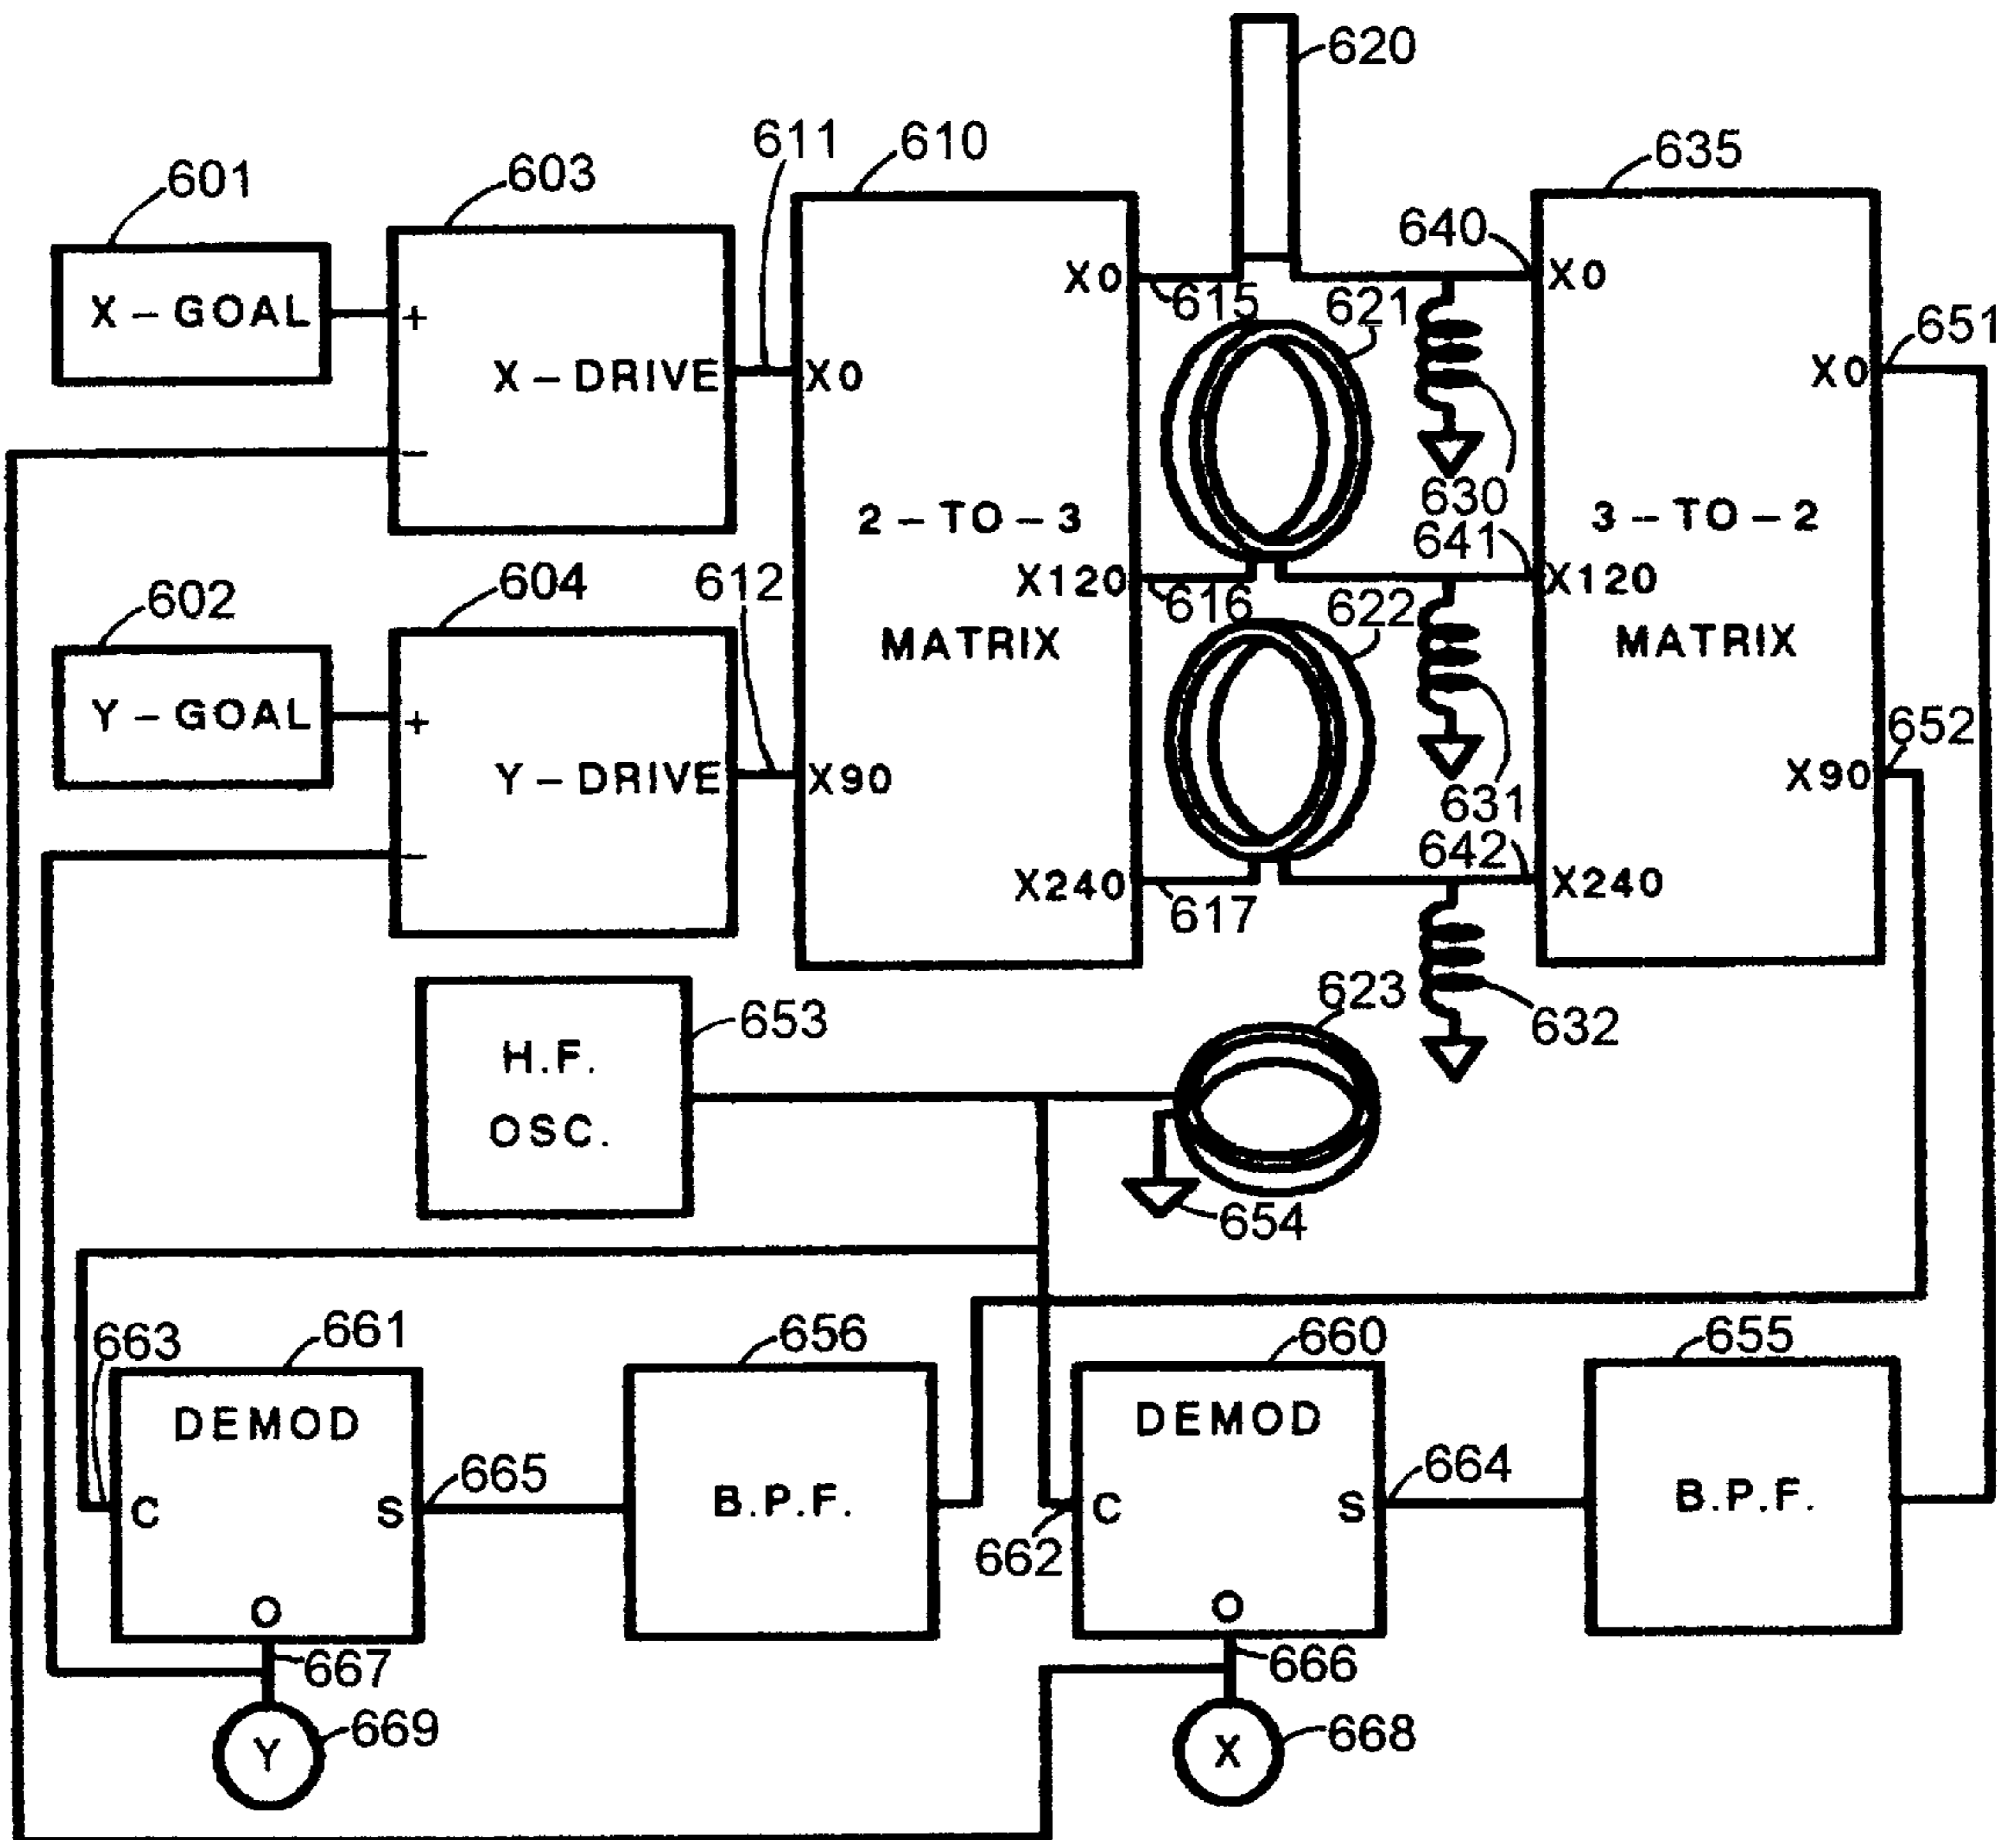 620
611
610
601
603
635
640
X0
615
621
X0
651
X-GOAL
+
X-DRIVE
X0
X0
−
630
2-TO-3
3-TO-2
641
612
X120
616
X120
602
604
622
MATRIX
MATRIX
Y-GOAL
+
652
Y-DRIVE
X90
X90
631
642
−
X240
617
X240
653
623
632
H.F.
OSC.
654
663
661
656
660
655
DEMOD
DEMOD
665
664
C
S
B.P.F.
662
C
S
B.P.F.
O
O
667
666
Y
669
X
668